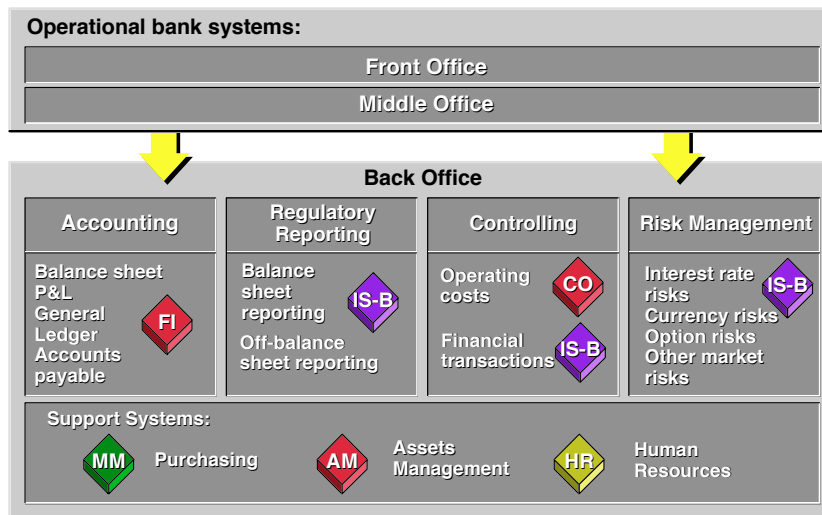 Operational bank systems:
Front Office
Middle Office
Back Office
Accounting
Balance sheet
P&L
General
Ledger
Accounts
payable
FI
Regulatory
Reporting
Balance
sheet
reporting
IS-B
Off-balance
sheet reporting
Controlling
Operating
costs
CO
Financial
transactions
IS-B
Risk Management
Interest rate
risks
Currency risks
Option risks
Other market
risks
IS-B
Support Systems:
MM
Purchasing
AM
Assets
Management
HR
Human
Resources